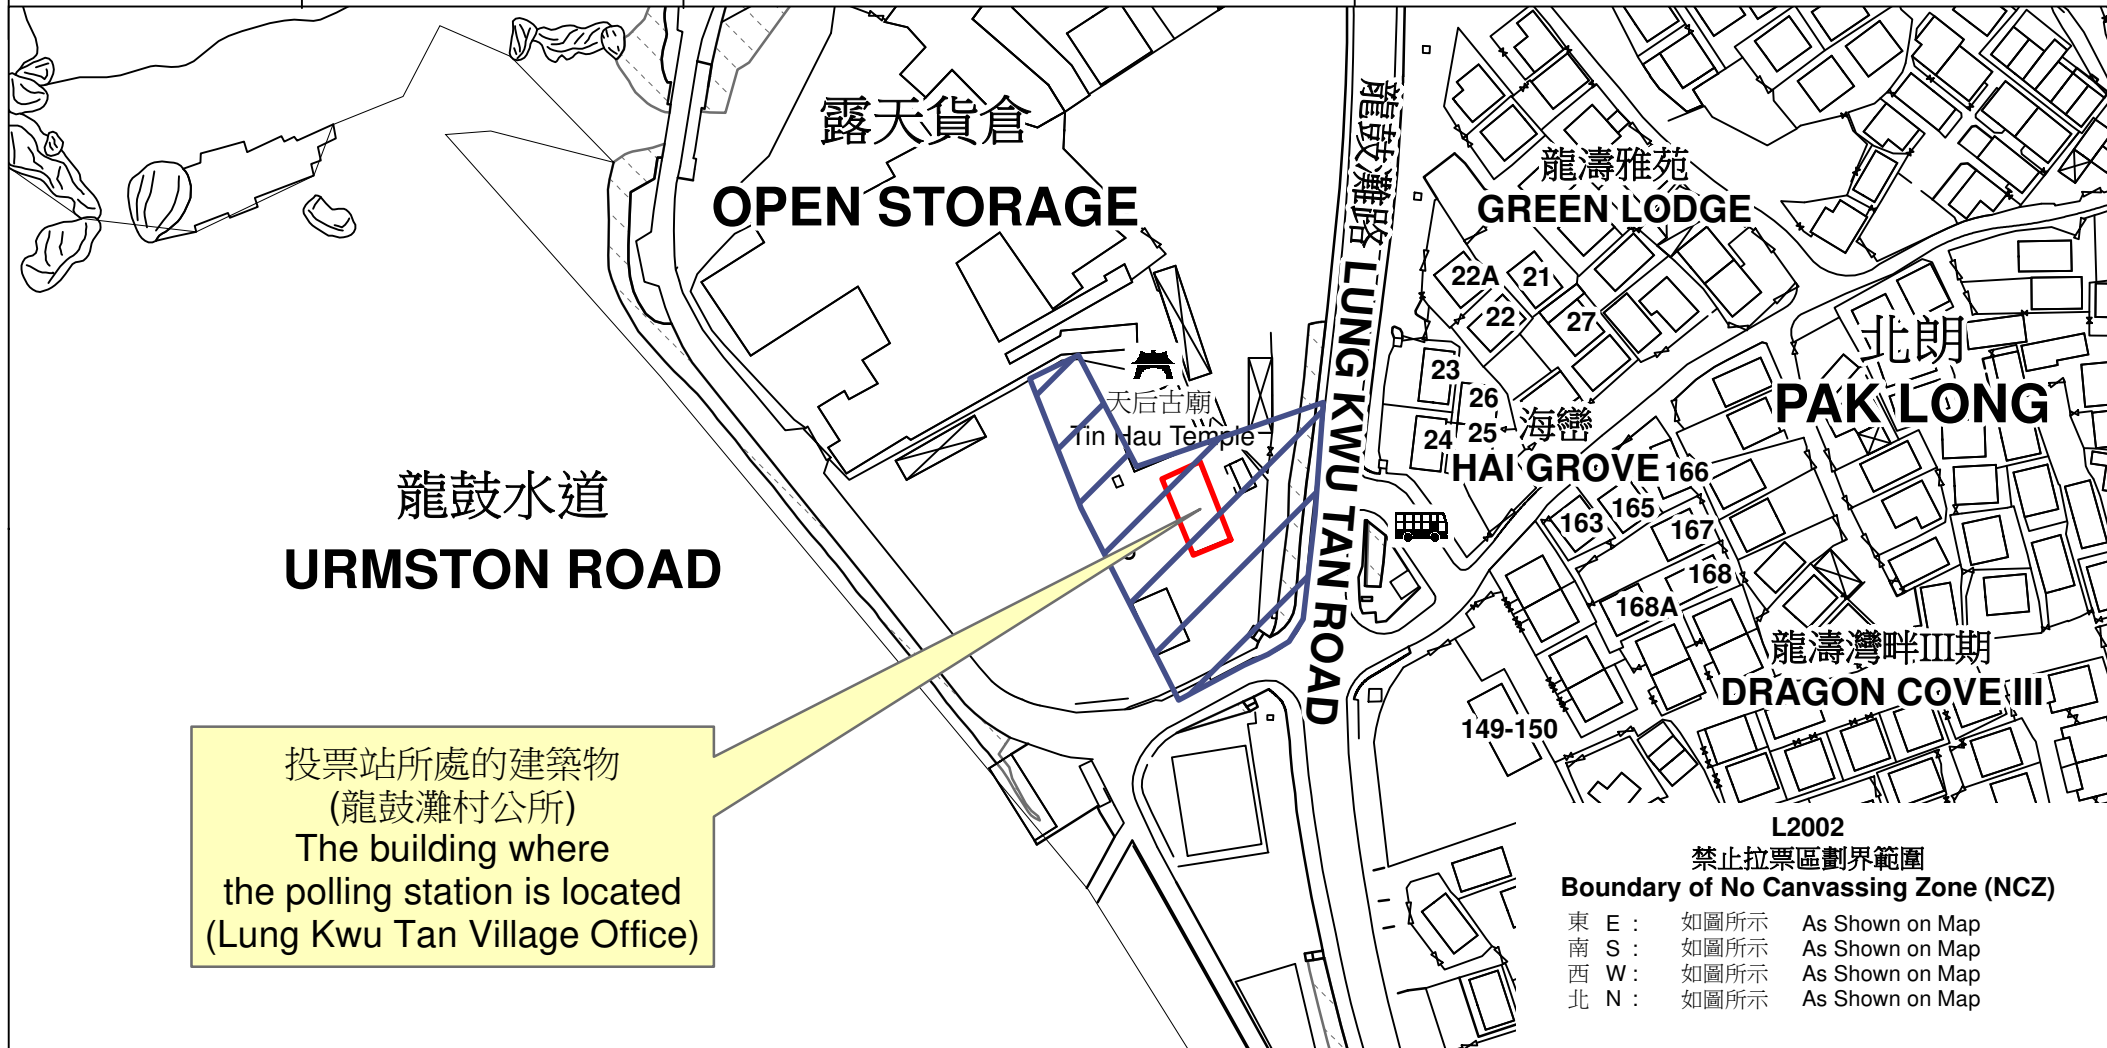 露天貨倉
OPEN STORAGE
龍鼓灘路 LUNG KWU TAN ROAD
龍濤雅苑
GREEN LODGE
22A
21
22
27
北朗
PAK LONG
天后古廟
Tin Hau Temple
23
26
24
25
海巒
HAI GROVE
166
165
163
167
168
168A
龍鼓水道
URMSTON ROAD
龍濤灣畔III期
DRAGON COVE III
149-150
投票站所處的建築物
(龍鼓灘村公所)
The building where
the polling station is located
(Lung Kwu Tan Village Office)
L2002
禁止拉票區劃界範圍
Boundary of No Canvassing Zone (NCZ)
東 E : 如圖所示 As Shown on Map
南 S : 如圖所示 As Shown on Map
西 W : 如圖所示 As Shown on Map
北 N : 如圖所示 As Shown on Map